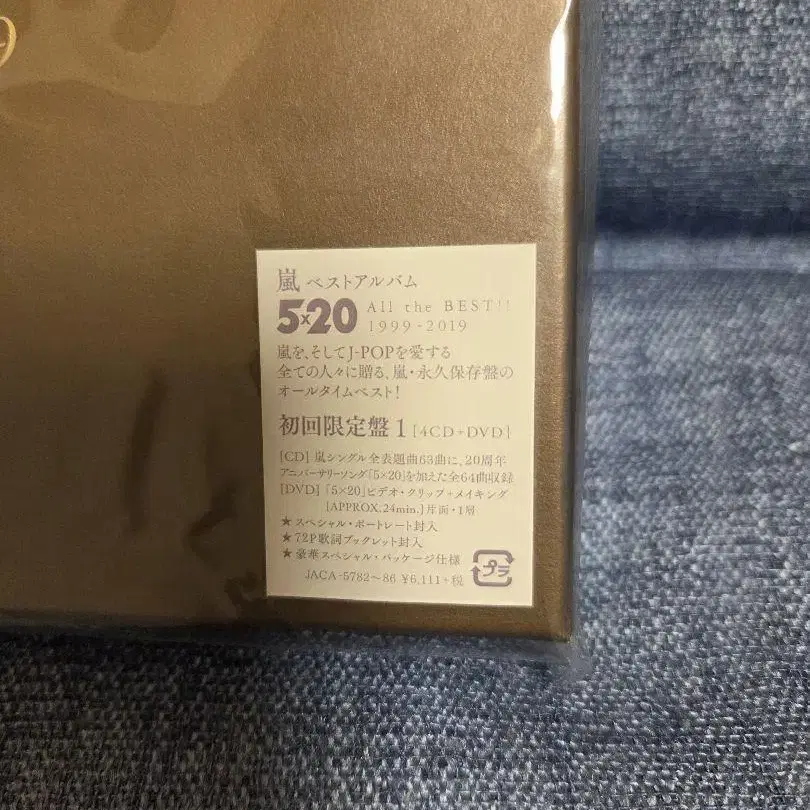 嵐 ベストアルバム
5×20 All the BEST!!
1999-2019
嵐を、そしてJ-POPを愛する
全ての人々に贈る、嵐・永久保存盤の
オールタイムベスト!
初回限定盤 1 [4CD+DVD]
[CD] 嵐シングル全表題曲63曲に、20周年
アニバーサリーソング「5×20」を加えた全64曲収録
[DVD] 「5×20」ビデオ・クリップ+メイキング
[APPROX.24min.] 片面・1層
★スペシャル・ポートレート封入
★72P歌詞ブックレット封入
★豪華スペシャル・パッケージ仕様
プラ
JACA-5782~86 ¥6,111+税